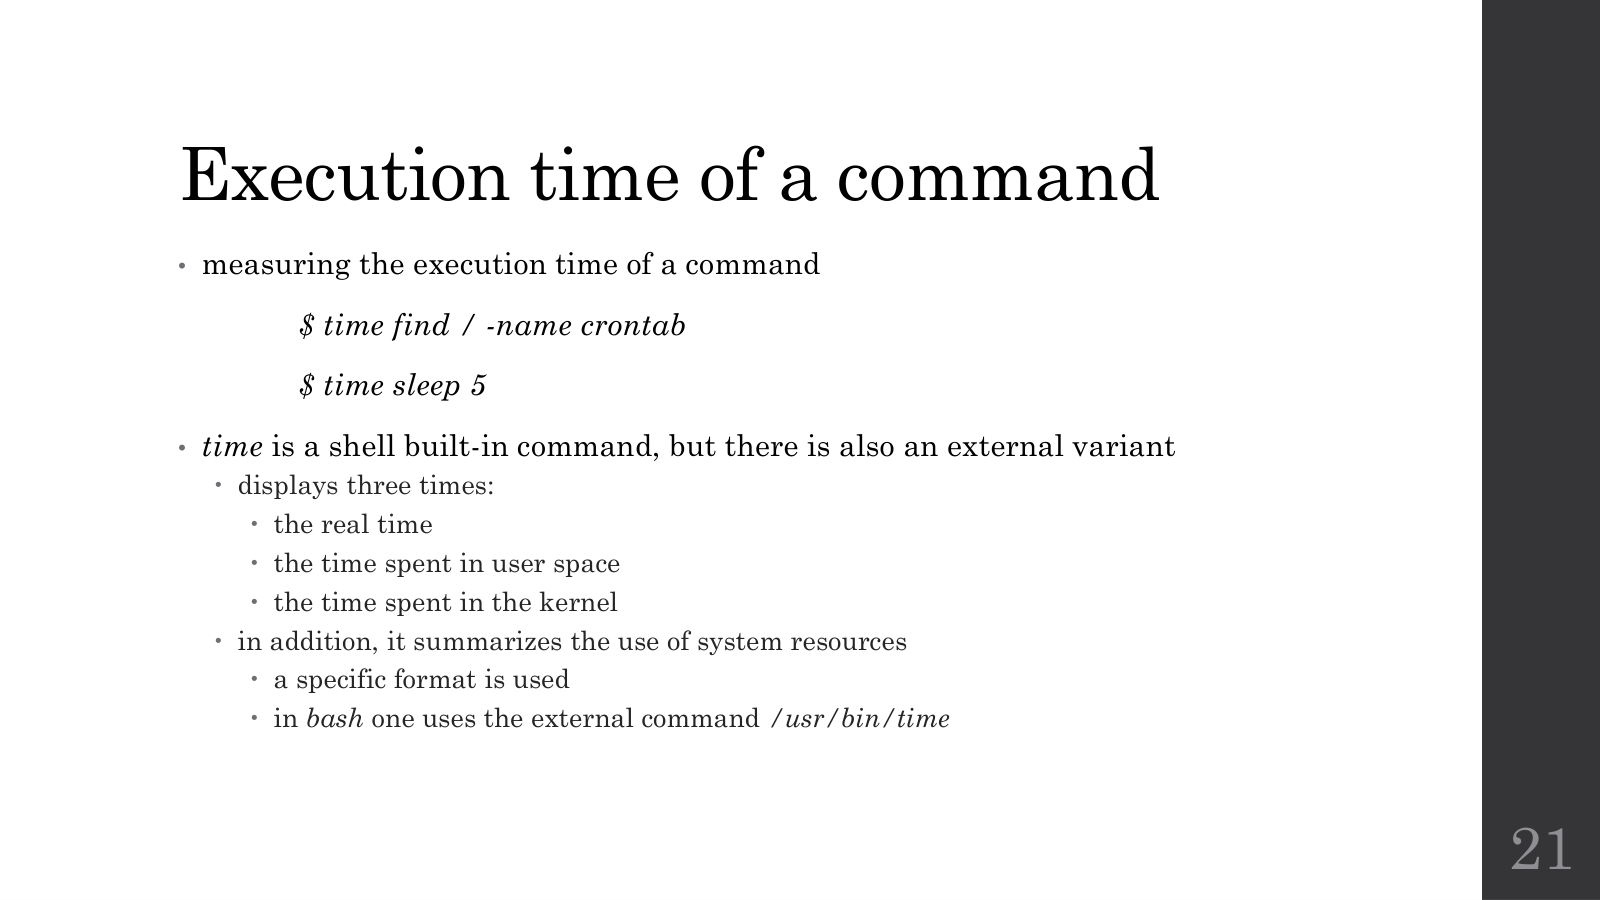 Execution time of a command
• measuring the execution time of a command
$ time find / -name crontab
$ time sleep 5
• time is a shell built-in command, but there is also an external variant
• displays three times:
• the real time
• the time spent in user space
• the time spent in the kernel
• in addition, it summarizes the use of system resources
• a specific format is used
• in bash one uses the external command /usr/bin/time
21